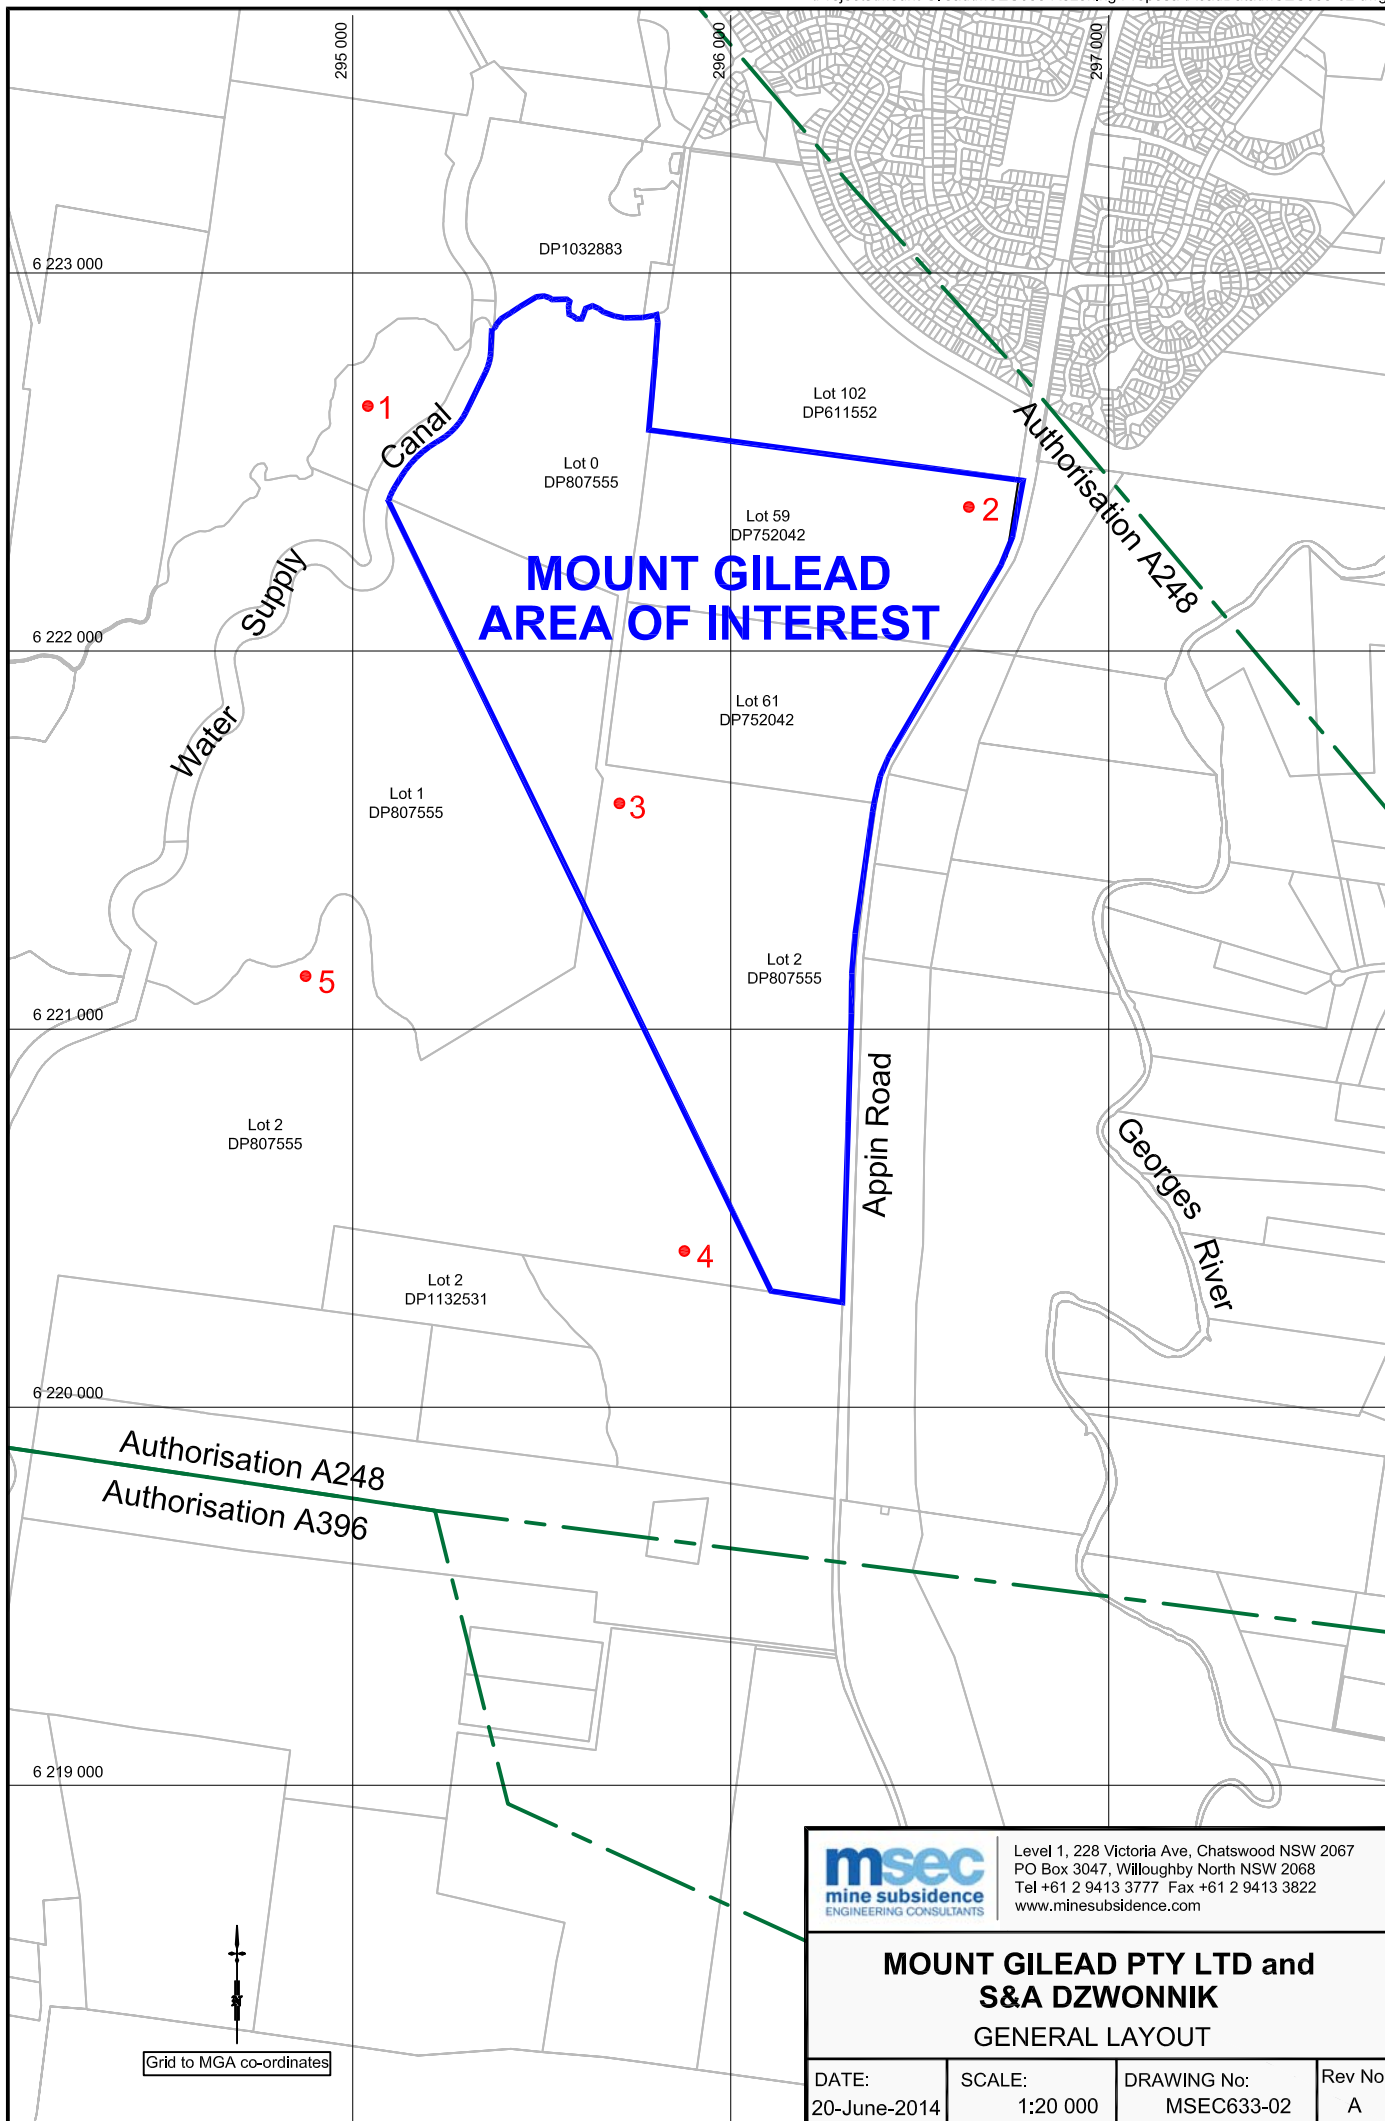 295 000
296 000
297 000
DP1032883
6 223 000
Lot 102
DP611552
1
Canal
Authorisation A248
Lot 0
DP807555
2
Lot 59
DP752042
MOUNT GILEAD
AREA OF INTEREST
Supply
6 222 000
Water
Lot 61
DP752042
Lot 1
DP807555
3
Lot 2
DP807555
5
6 221 000
Appin Road
Lot 2
DP807555
Georges
River
4
Lot 2
DP1132531
6 220 000
Authorisation A248
Authorisation A396
6 219 000
msec
mine subsidence
ENGINEERING CONSULTANTS
Level 1, 228 Victoria Ave, Chatswood NSW 2067
PO Box 3047, Willoughby North NSW 2068
Tel +61 2 9413 3777 Fax +61 2 9413 3822
www.minesubsidence.com
MOUNT GILEAD PTY LTD and
S&A DZWONNIK
GENERAL LAYOUT
N
Grid to MGA co-ordinates
DATE:
20-June-2014
SCALE:
1:20 000
DRAWING No:
MSEC633-02
Rev No
A